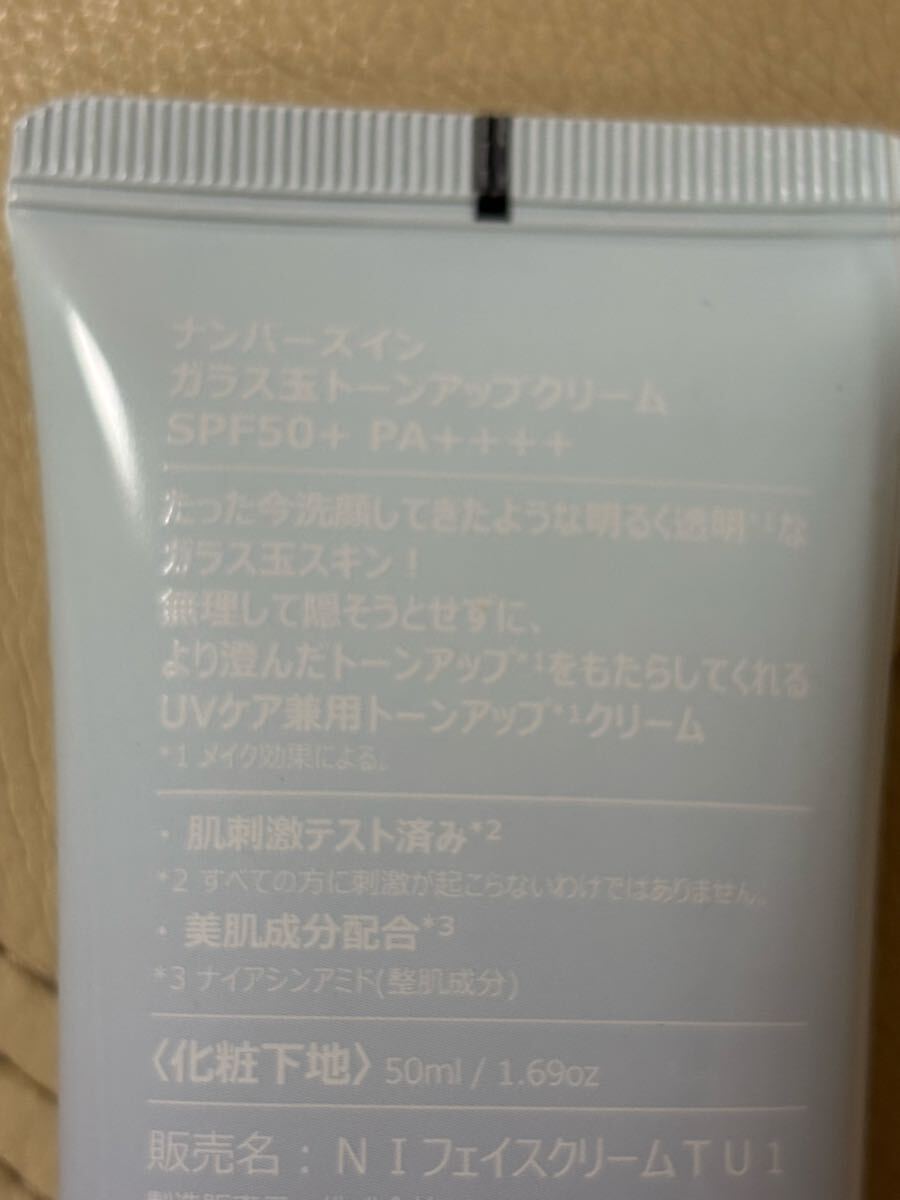 ナンバーズイン
ガラス玉トーンアップクリーム
SPF50+ PA++++
たった今洗顔してきたような明るく透明*1な
ガラス玉スキン！
無理して隠そうとせずに、
より澄んだトーンアップ*1をもたらしてくれる
UVケア兼用トーンアップ*1クリーム
*1 メイク効果による。
・肌刺激テスト済み*2
*2 すべての方に刺激が起こらないわけではありません。
・美肌成分配合*3
*3 ナイアシンアミド(整肌成分)
〈化粧下地〉50ml / 1.69oz
販売名：ＮＩフェイスクリームＴＵ１